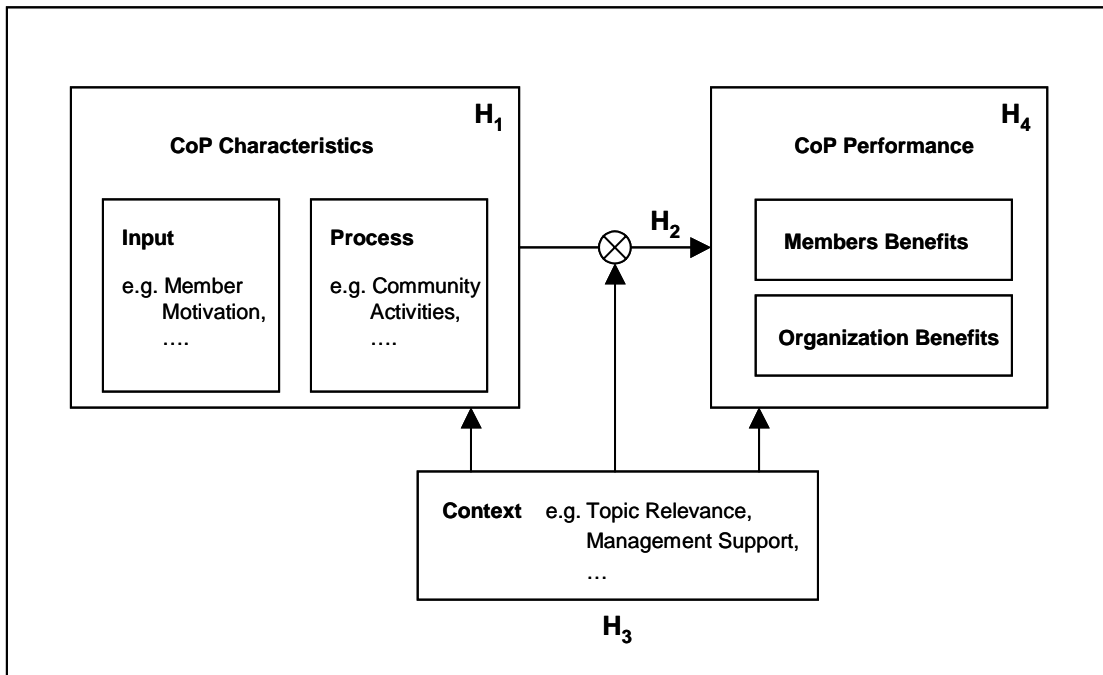 H1
CoP Characteristics
Input
e.g. Member
Motivation,
….
Process
e.g. Community
Activities,
….
H2
H4
CoP Performance
Members Benefits
Organization Benefits
Context e.g. Topic Relevance,
Management Support,
…
H3